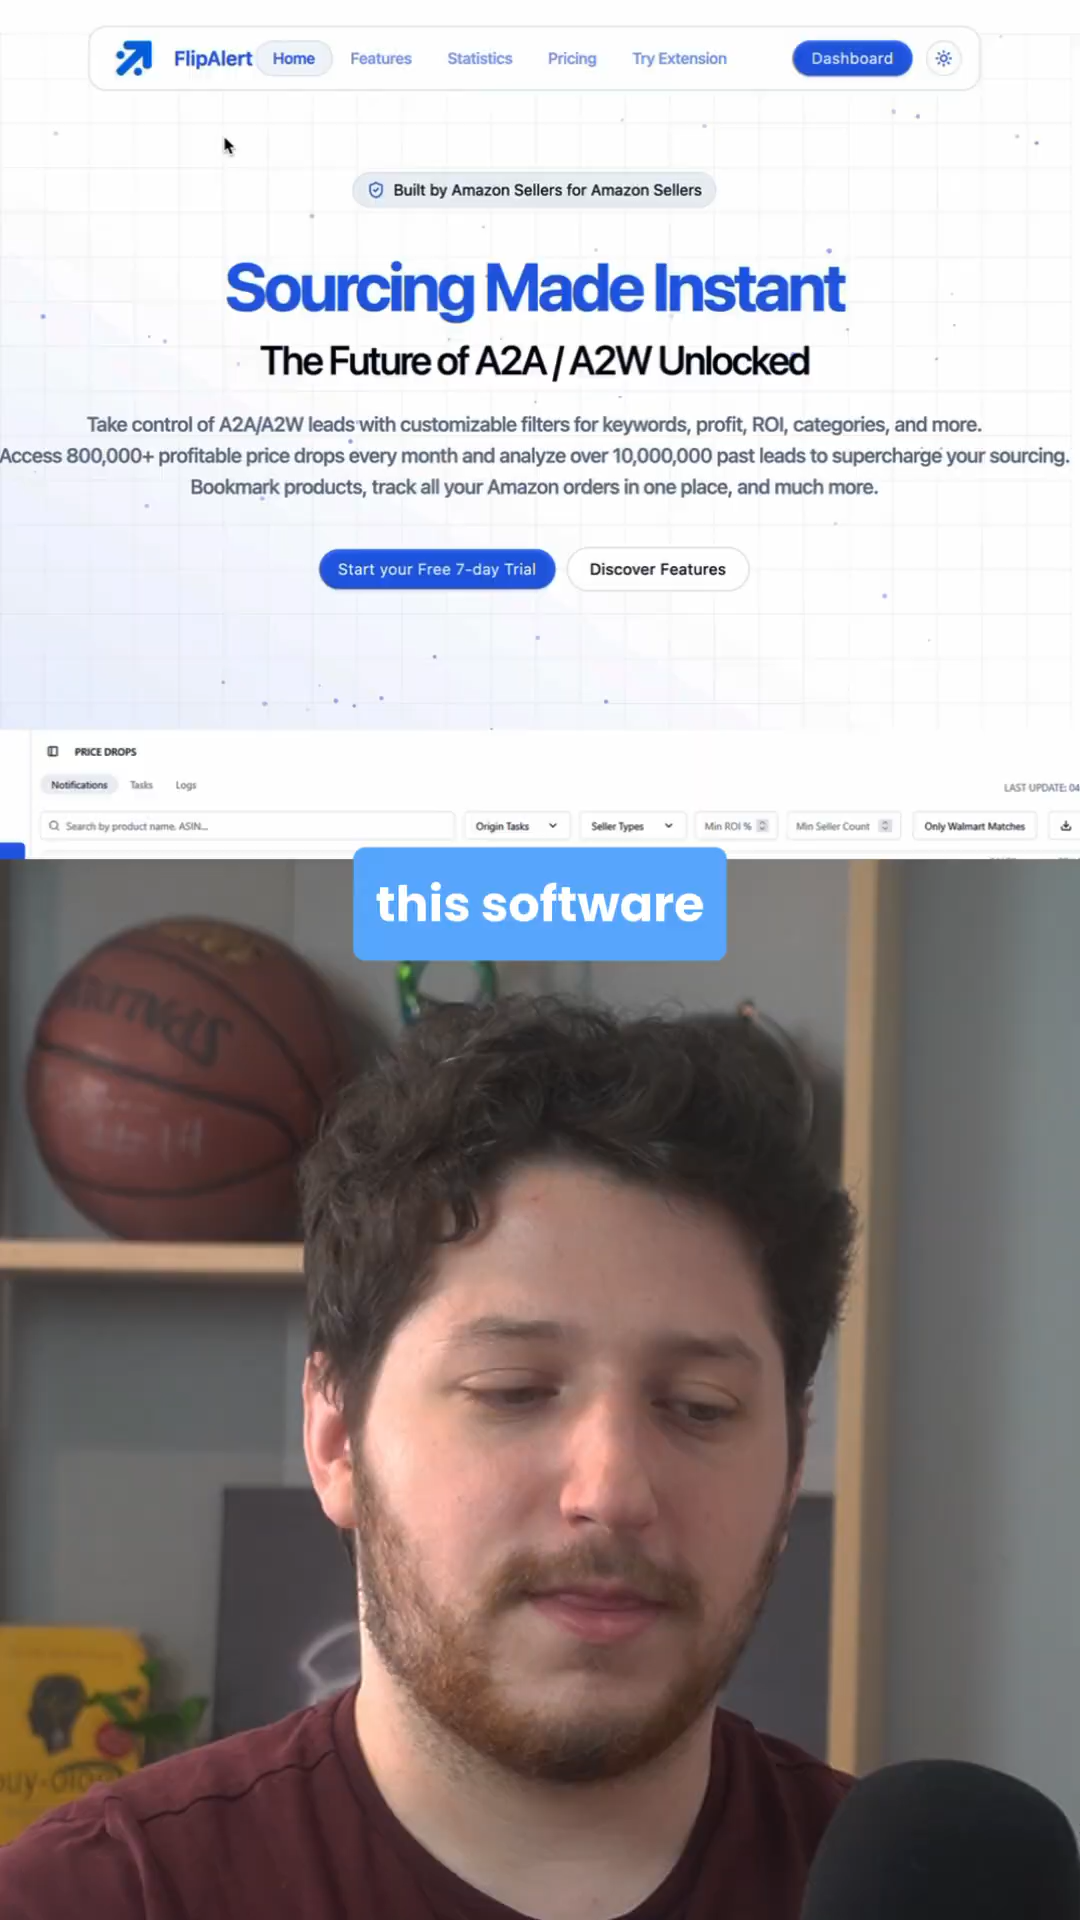 FlipAlert
Home
Features
Statistics
Pricing
Try Extension
Dashboard
Built by Amazon Sellers for Amazon Sellers
Sourcing Made Instant
The Future of A2A / A2W Unlocked
Take control of A2A/A2W leads with customizable filters for keywords, profit, ROI, categories, and more.
Access 800,000+ profitable price drops every month and analyze over 10,000,000 past leads to supercharge your sourcing.
Bookmark products, track all your Amazon orders in one place, and much more.
Start your Free 7-day Trial
Discover Features
PRICE DROPS
Notifications
Tasks
Logs
LAST UPDATE: 04
Search by product name, ASIN...
Origin Tasks
Seller Types
Min ROI %
Min Seller Count
Only Walmart Matches
this software